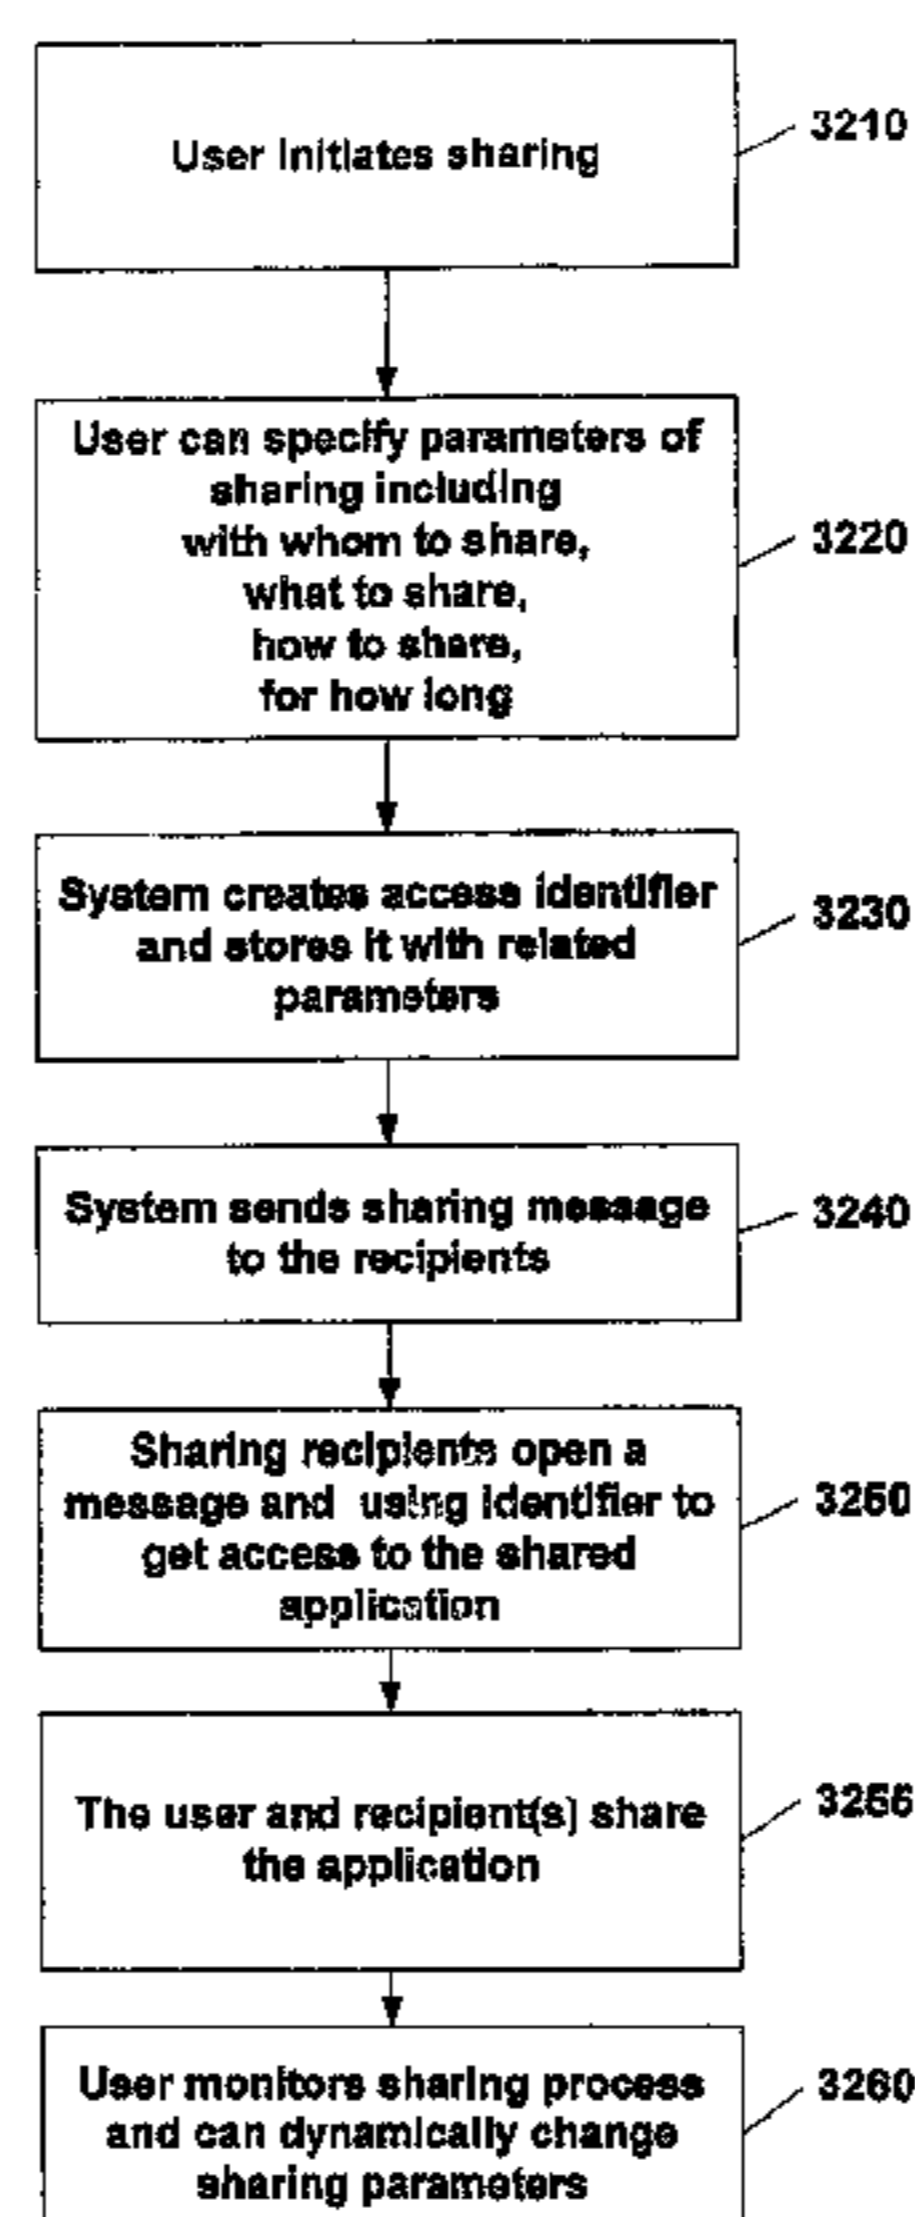 User Initiates sharing
3210
User can specify parameters of
sharing including
with whom to share,
what to share,
how to share,
for how long
3220
System creates access identifier
and stores it with related
parameters
3230
System sends sharing message
to the recipients
3240
Sharing recipients open a
message and using identifier to
get access to the shared
application
3250
The user and recipient(s) share
the application
3255
User monitors sharing process
and can dynamically change
sharing parameters
3260